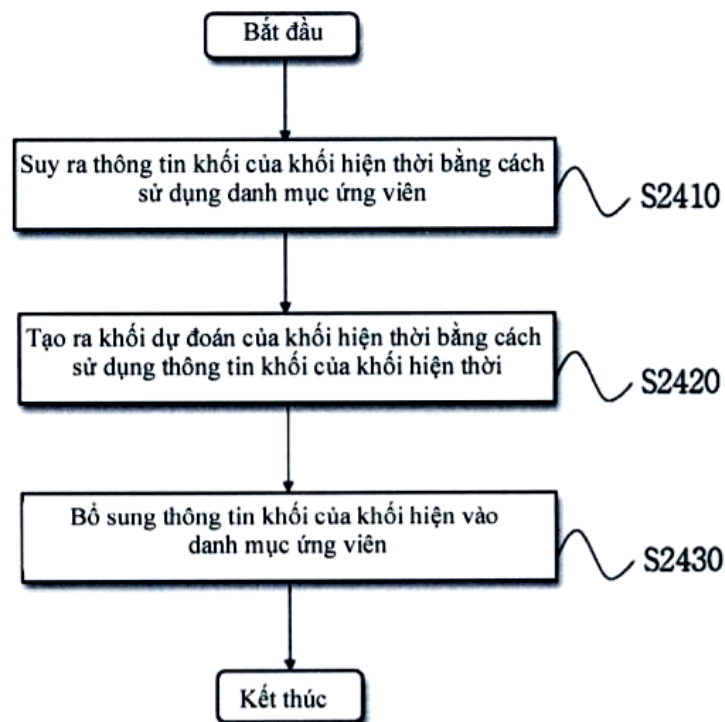 Bắt đầu
Suy ra thông tin khối của khối hiện thời bằng cách
sử dụng danh mục ứng viên
S2410
Tạo ra khối dự đoán của khối hiện thời bằng cách
sử dụng thông tin khối của khối hiện thời
S2420
Bổ sung thông tin khối của khối hiện vào
danh mục ứng viên
S2430
Kết thúc